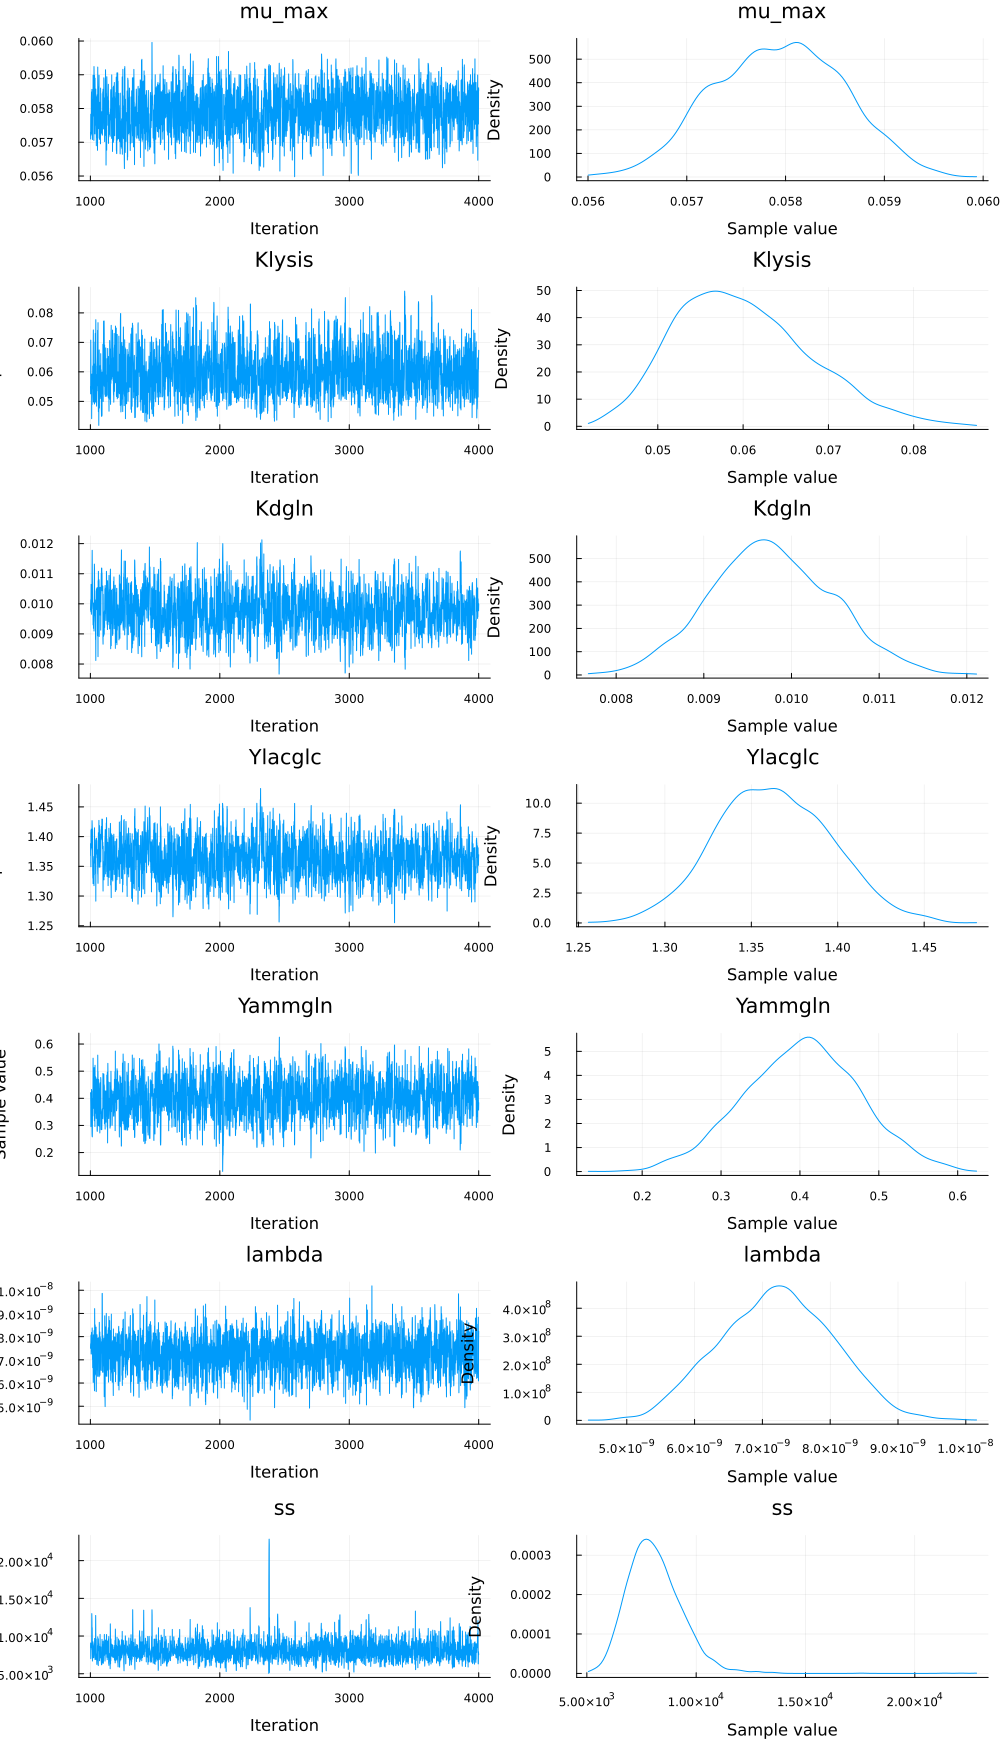 mu_max mu_max
0.060
0.059
0.058
0.057
0.056
1000 2000 3000 4000
Iteration
Density
500
400
300
200
100
0
0.056 0.057 0.058 0.059 0.060
Sample value
Klysis Klysis
0.08
0.07
0.06
0.05
1000 2000 3000 4000
Iteration
Density
50
40
30
20
10
0
0.05 0.06 0.07 0.08
Sample value
Kdgln Kdgln
0.012
0.011
0.010
0.009
0.008
1000 2000 3000 4000
Iteration
Density
500
400
300
200
100
0
0.008 0.009 0.010 0.011 0.012
Sample value
Ylacglc Ylacglc
1.45
1.40
1.35
1.30
1.25
1000 2000 3000 4000
Iteration
Density
10.0
7.5
5.0
2.5
0.0
1.25 1.30 1.35 1.40 1.45
Sample value
Yammgln Yammgln
Sample value
0.6
0.5
0.4
0.3
0.2
1000 2000 3000 4000
Iteration
Density
5
4
3
2
1
0
0.2 0.3 0.4 0.5 0.6
Sample value
lambda lambda
1.0×10⁻⁸
9.0×10⁻⁹
8.0×10⁻⁹
7.0×10⁻⁹
6.0×10⁻⁹
5.0×10⁻⁹
1000 2000 3000 4000
Iteration
Density
4.0×10⁸
3.0×10⁸
2.0×10⁸
1.0×10⁸
0
5.0×10⁻⁹ 6.0×10⁻⁹ 7.0×10⁻⁹ 8.0×10⁻⁹ 9.0×10⁻⁹ 1.0×10⁻⁸
Sample value
ss ss
2.00×10⁴
1.50×10⁴
1.00×10⁴
5.00×10³
1000 2000 3000 4000
Iteration
Density
0.0003
0.0002
0.0001
0.0000
5.00×10³ 1.00×10⁴ 1.50×10⁴ 2.00×10⁴
Sample value